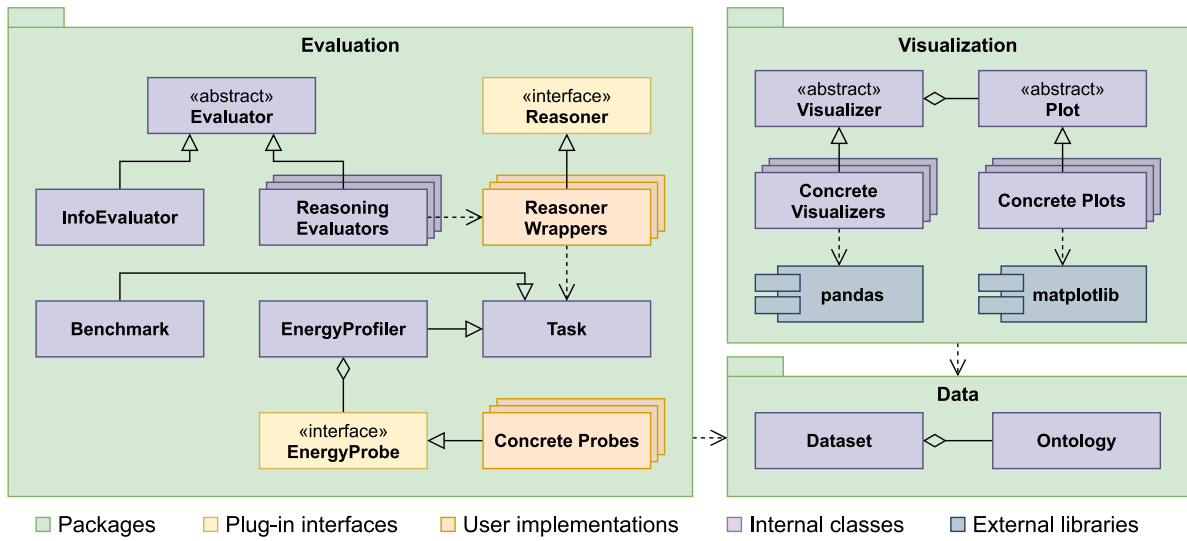 Evaluation
«abstract»
Evaluator
«interface»
Reasoner
InfoEvaluator
Reasoning
Evaluators
Reasoner
Wrappers
Benchmark
EnergyProfiler
Task
«interface»
EnergyProbe
Concrete Probes
Visualization
«abstract»
Visualizer
«abstract»
Plot
Concrete
Visualizers
Concrete Plots
pandas
matplotlib
Data
Dataset
Ontology
Packages
Plug-in interfaces
User implementations
Internal classes
External libraries